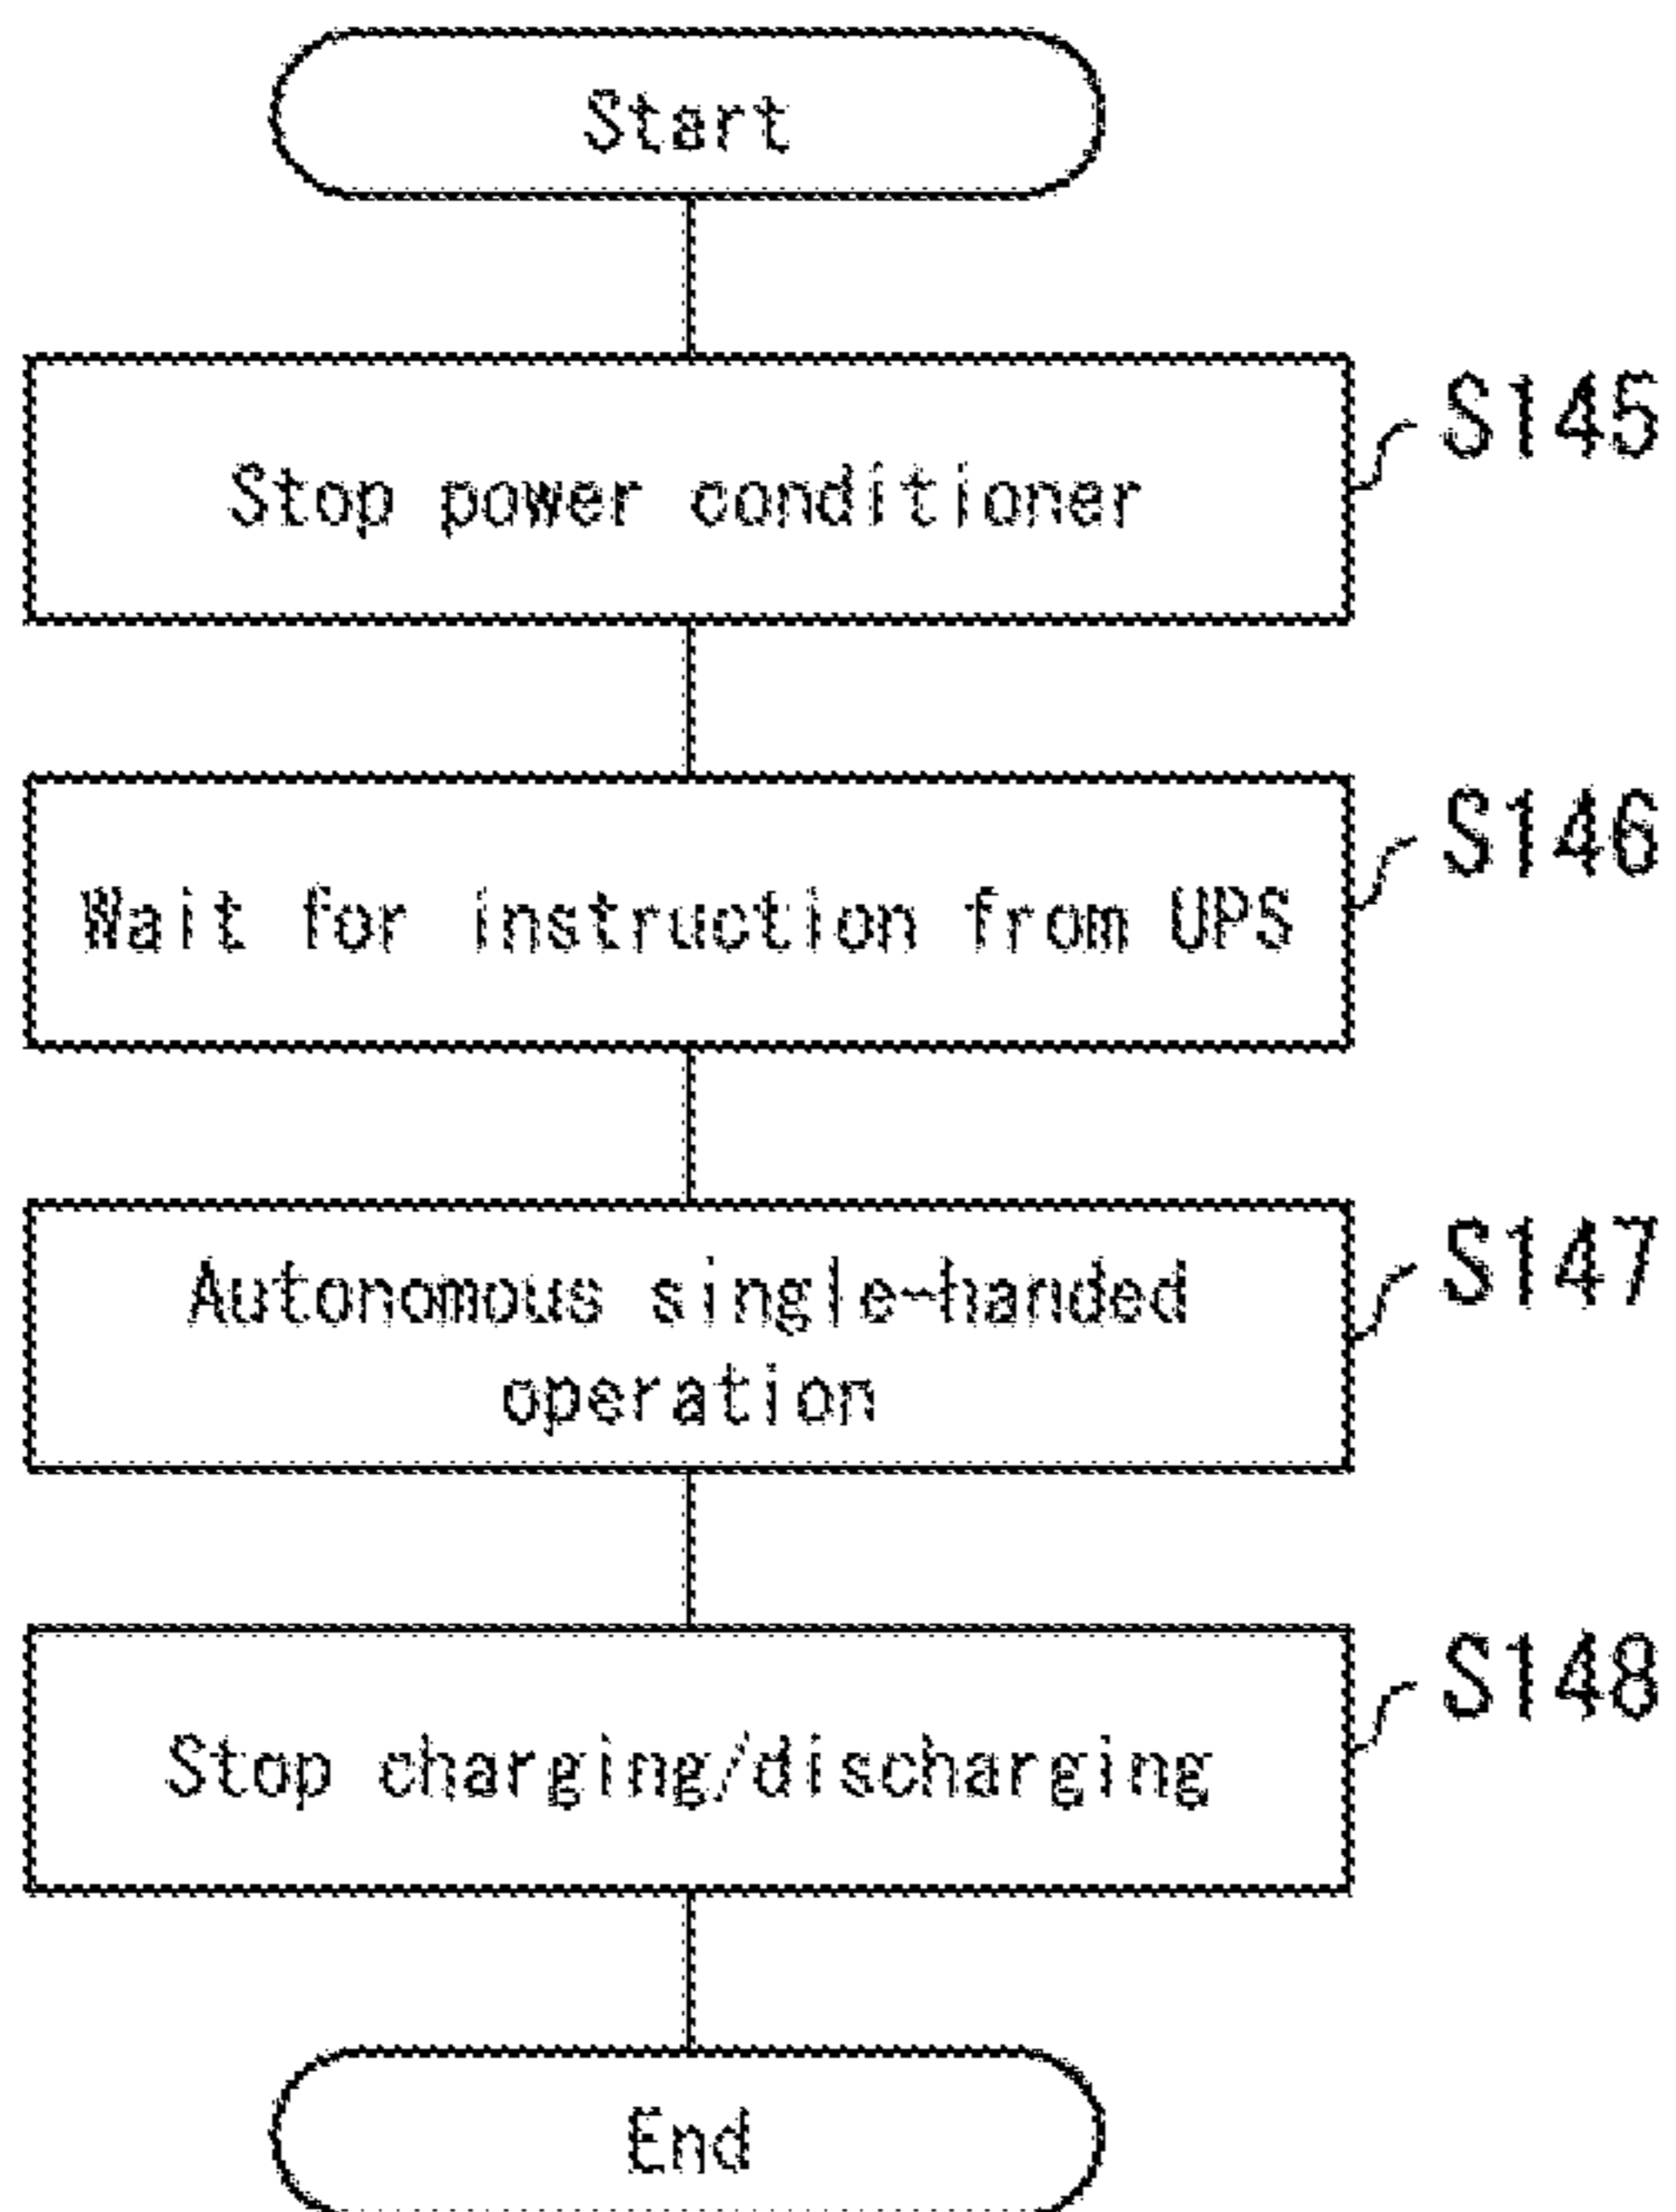 Start
Stop power conditioner
S145
Wait for instruction from UPS
S146
Autonomous single-handed
operation
S147
Stop charging/discharging
S148
End